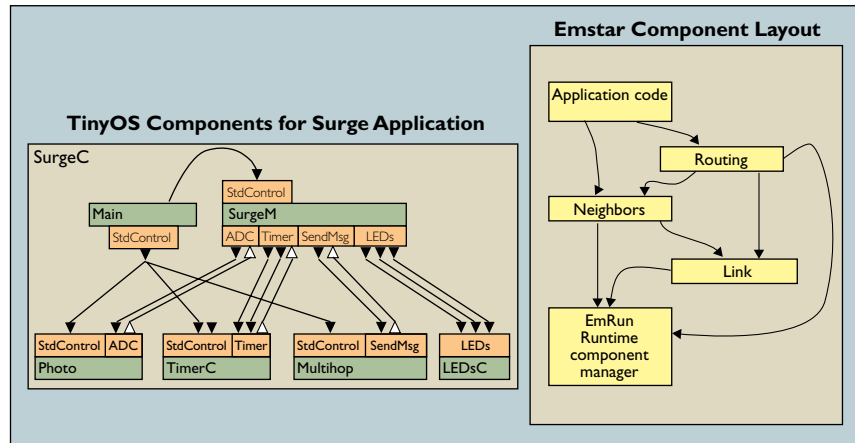 Emstar Component Layout
TinyOS Components for Surge Application
SurgeC
StdControl
Main
SurgeM
StdControl
ADC
Timer
SendMsg
LEDs
StdControl
ADC
Photo
StdControl
Timer
TimerC
StdControl
SendMsg
Multihop
LEDs
LEDsC
Application code
Routing
Neighbors
Link
EmRun
Runtime
component
manager